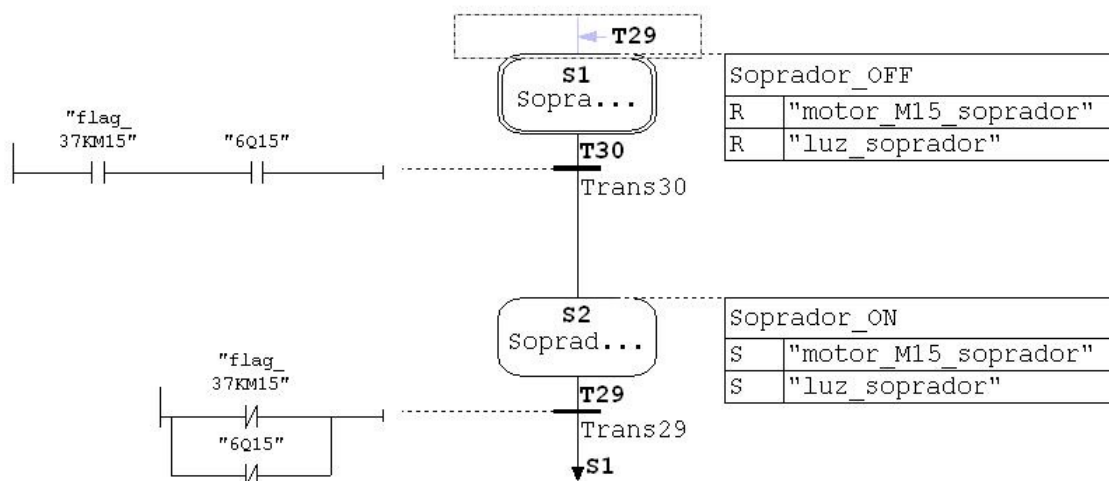 T29
S1
Sopra...
Soprador_OFF
R "motor_M15_soprador"
R "luz_soprador"
"flag_
37KM15"
"6Q15"
T30
Trans30
S2
Soprad...
Soprador_ON
S "motor_M15_soprador"
S "luz_soprador"
"flag_
37KM15"
"6Q15"
T29
Trans29
S1